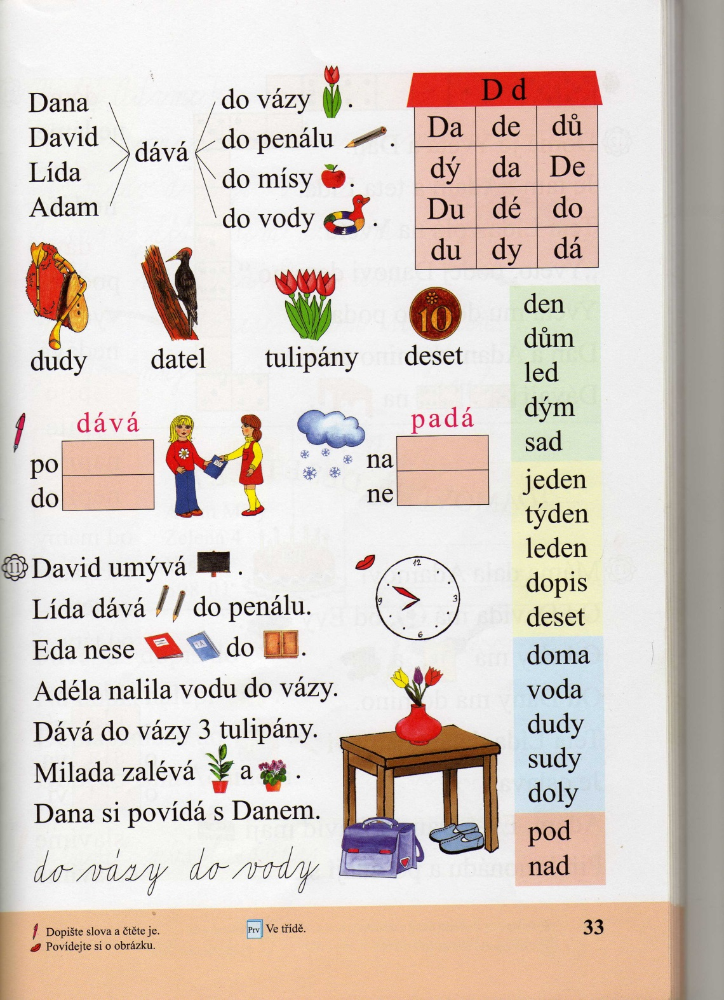 Dana
David
Lída
Adam
dává
do vázy .
do penálu .
do mísy .
do vody .
D d
Da de dů
dý da De
Du dé do
du dy dá
dudy datel tulipány deset
10
dává
po
do
padá
na
ne
den
dům
led
dým
sad
jeden
týden
leden
dopis
deset
doma
voda
dudy
sudy
doly
pod
nad
11
David umývá .
Lída dává do penálu.
Eda nese do .
1A
Adéla nalila vodu do vázy.
Dává do vázy 3 tulipány.
Milada zalévá a .
Dana si povídá s Danem.
12
9 3
6
do vázy do vody
Dopište slova a čtěte je.
Povídejte si o obrázku.
Prv Ve třídě.
33